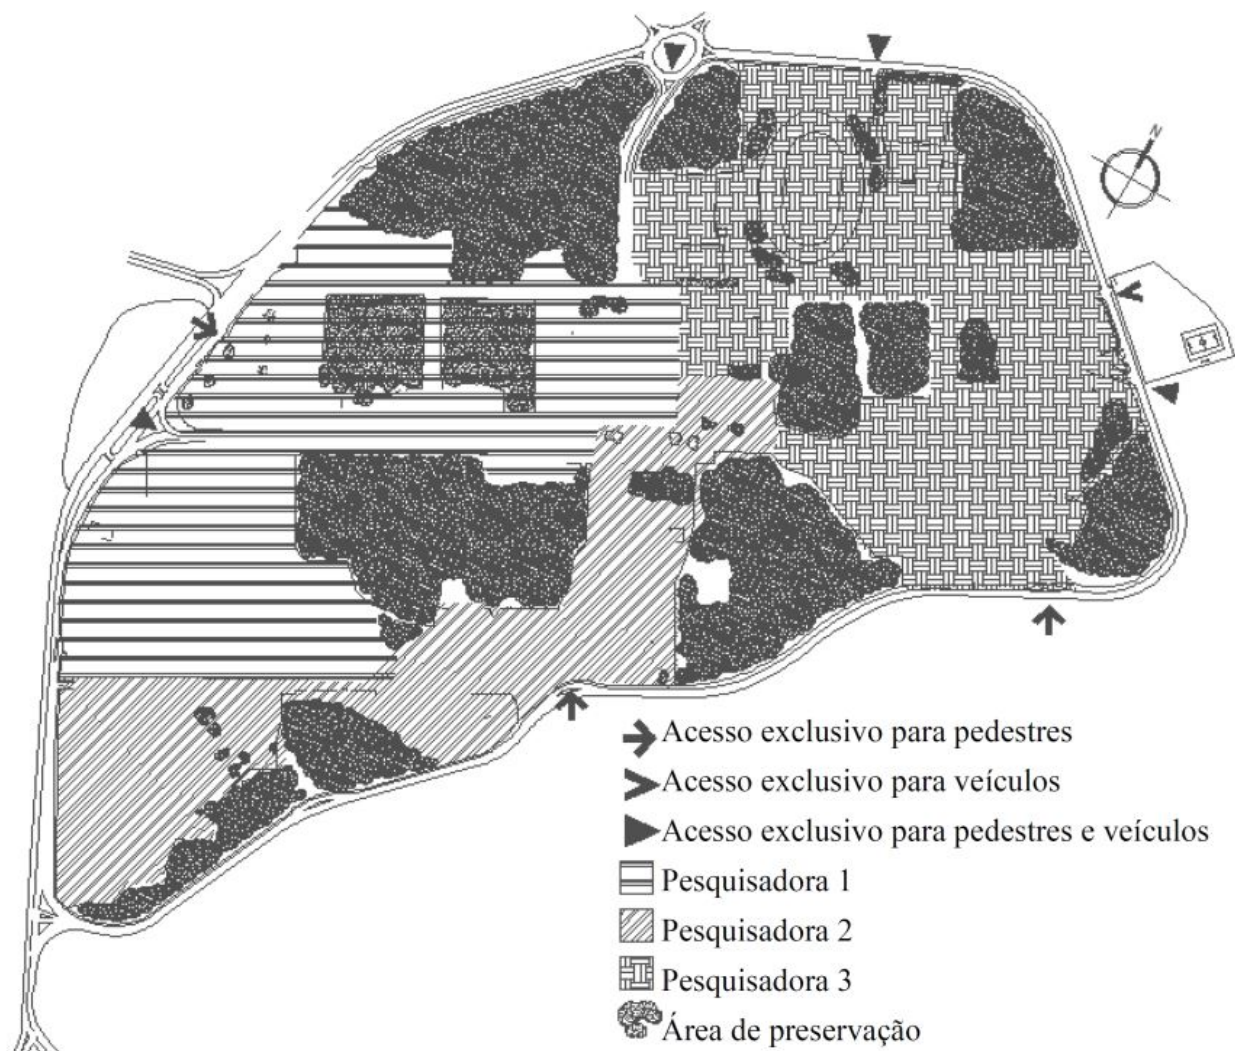 N
Acesso exclusivo para pedestres
Acesso exclusivo para veículos
Acesso exclusivo para pedestres e veículos
Pesquisadora 1
Pesquisadora 2
Pesquisadora 3
Área de preservação